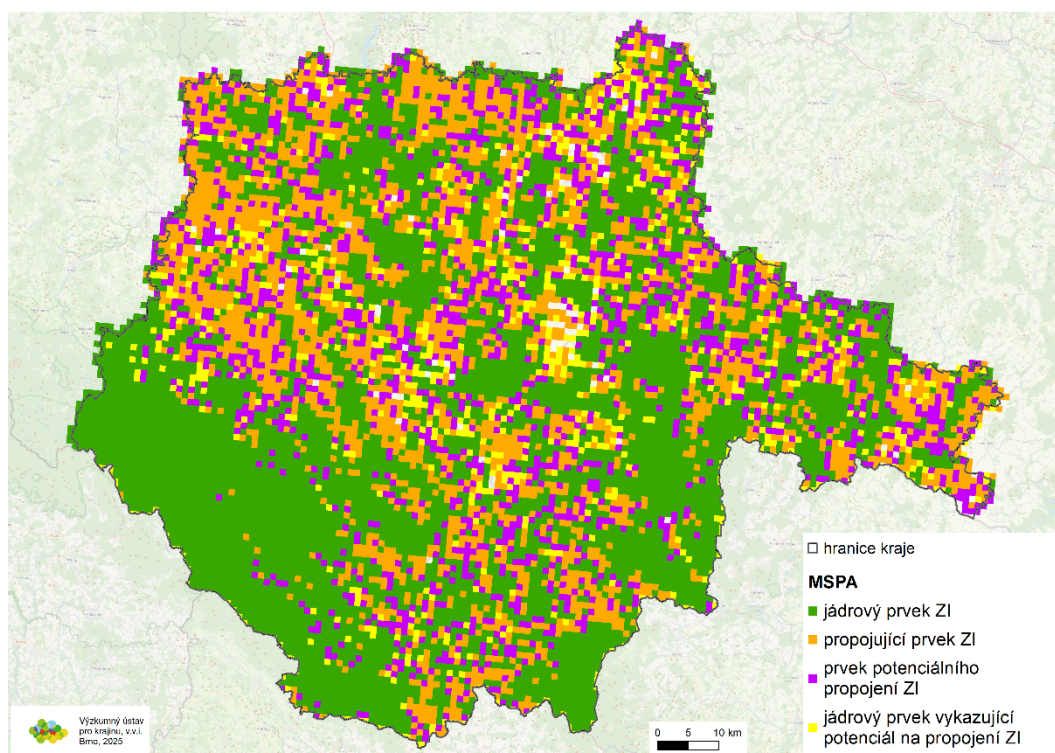 hranice kraje
MSPA
jádrový prvek ZI
propojující prvek ZI
prvek potenciálního
propojení ZI
jádrový prvek vykazující
potenciál na propojení ZI
Výzkumný ústav
pro krajinu, v.v.i.
Brno, 2025
0 5 10 km